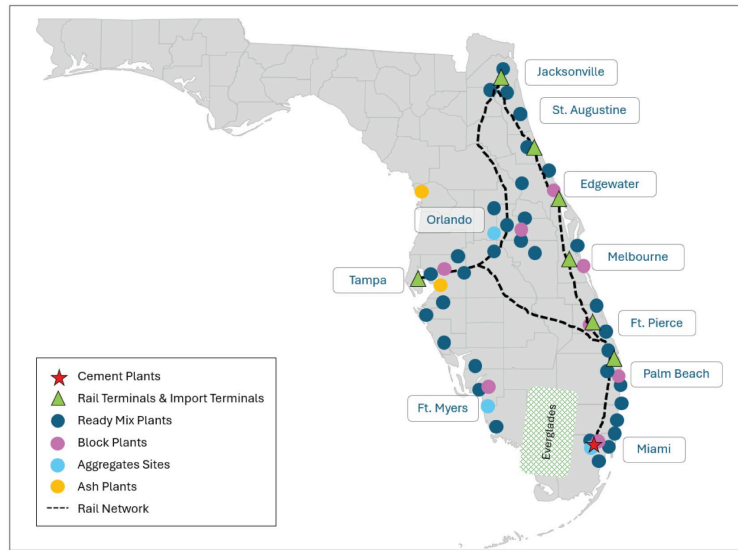 Jacksonville
St. Augustine
Edgewater
Orlando
Melbourne
Tampa
Ft. Pierce
Palm Beach
Ft. Myers
Everglades
Miami
Cement Plants
Rail Terminals & Import Terminals
Ready Mix Plants
Block Plants
Aggregates Sites
Ash Plants
Rail Network